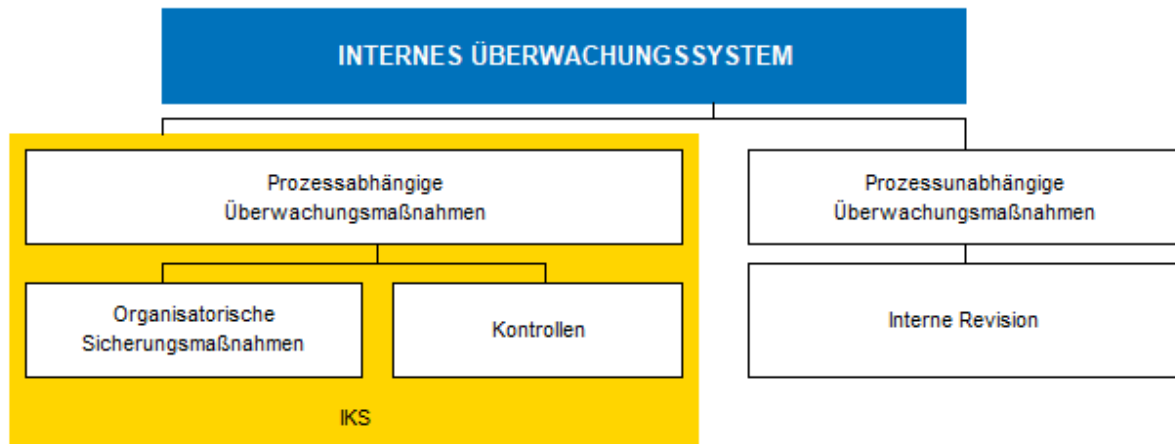 INTERNES ÜBERWACHUNGSSYSTEM
Prozessabhängige
Überwachungsmaßnahmen
Prozessunabhängige
Überwachungsmaßnahmen
Organisatorische
Sicherungsmaßnahmen
Kontrollen
Interne Revision
IKS